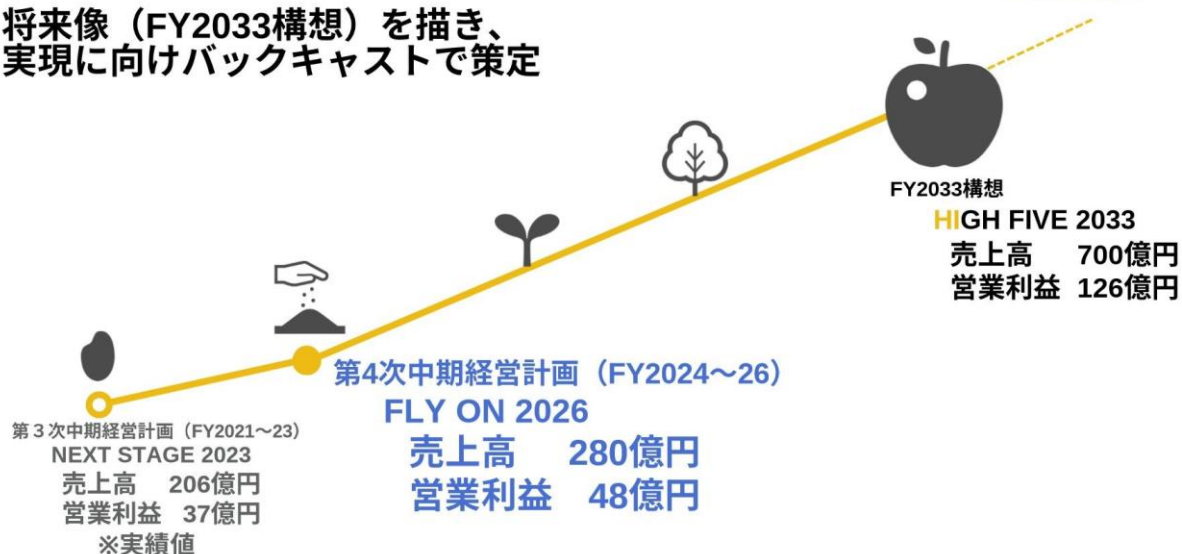 将来像（FY2033構想）を描き、
実現に向けバックキャストで策定
FY2033構想
HIGH FIVE 2033
売上高 700億円
営業利益 126億円
第4次中期経営計画（FY2024～26）
FLY ON 2026
売上高 280億円
営業利益 48億円
第３次中期経営計画（FY2021～23）
NEXT STAGE 2023
売上高 206億円
営業利益 37億円
※実績値